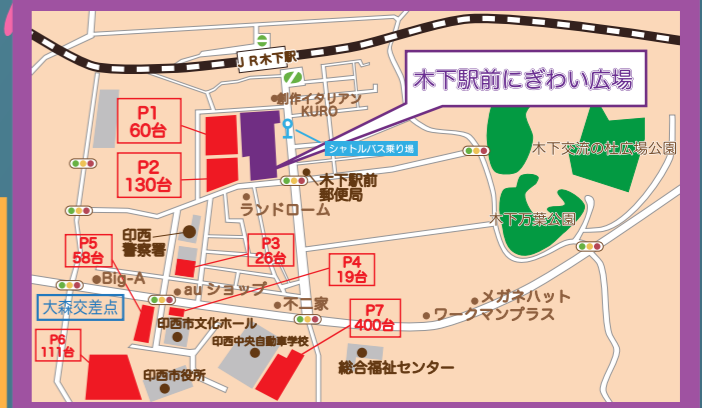 JR木下駅
木下駅前にぎわい広場
創作イタリアン
KURO
P1
60台
シャトルバス乗り場
木下交流の杜広場公園
P2
130台
木下駅前
郵便局
ランドローム
木下万葉公園
印西
警察署
P5
58台
P3
26台
P4
19台
Big-A
auショップ
大森交差点
不二家
メガネハット
ワークマンプラス
P7
400台
印西市文化ホール
P6
111台
印西中央自動車学校
総合福祉センター
印西市役所